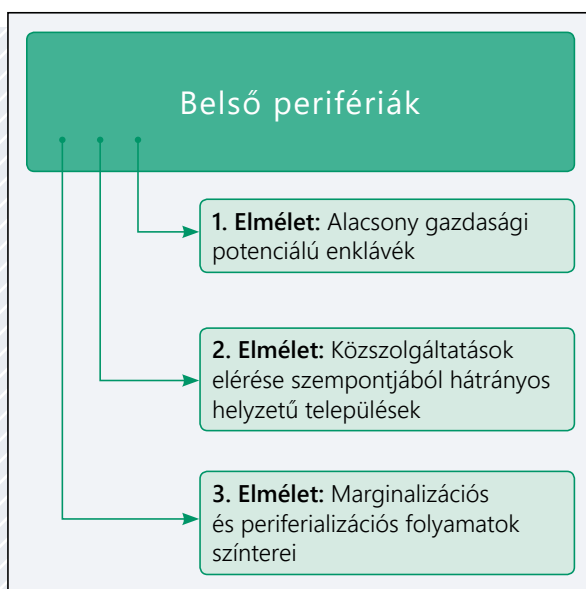 Belső perifériák
1. Elmélet: Alacsony gazdasági
potenciálú enklávék
2. Elmélet: Közszolgáltatások
elérése szempontjából hátrányos
helyzetű települések
3. Elmélet: Marginalizációs
és periferializációs folyamatok
színterei